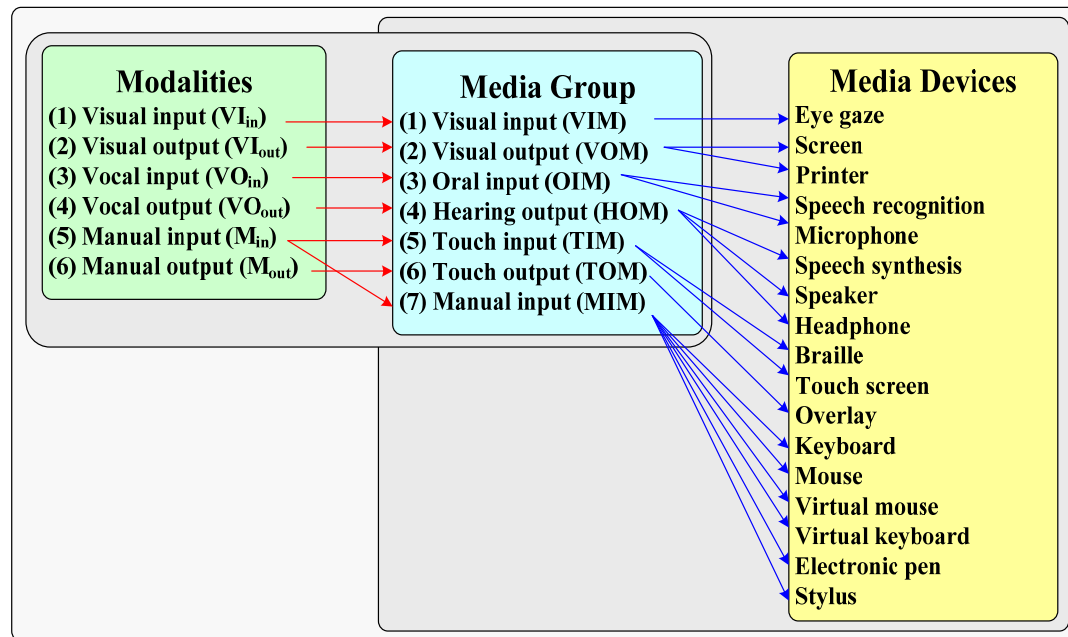 Modalities
(1) Visual input (VIin)
(2) Visual output (VIout)
(3) Vocal input (VOin)
(4) Vocal output (VOout)
(5) Manual input (Min)
(6) Manual output (Mout)
Media Group
(1) Visual input (VIM)
(2) Visual output (VOM)
(3) Oral input (OIM)
(4) Hearing output (HOM)
(5) Touch input (TIM)
(6) Touch output (TOM)
(7) Manual input (MIM)
Media Devices
Eye gaze
Screen
Printer
Speech recognition
Microphone
Speech synthesis
Speaker
Headphone
Braille
Touch screen
Overlay
Keyboard
Mouse
Virtual mouse
Virtual keyboard
Electronic pen
Stylus